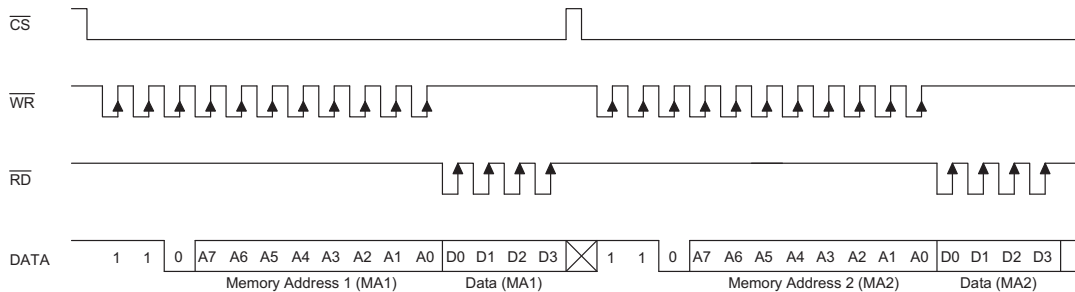 CS
WR
RD
DATA 1 1 0 A7 A6 A5 A4 A3 A2 A1 A0 D0 D1 D2 D3 1 1 0 A7 A6 A5 A4 A3 A2 A1 A0 D0 D1 D2 D3
Memory Address 1 (MA1) Data (MA1) Memory Address 2 (MA2) Data (MA2)